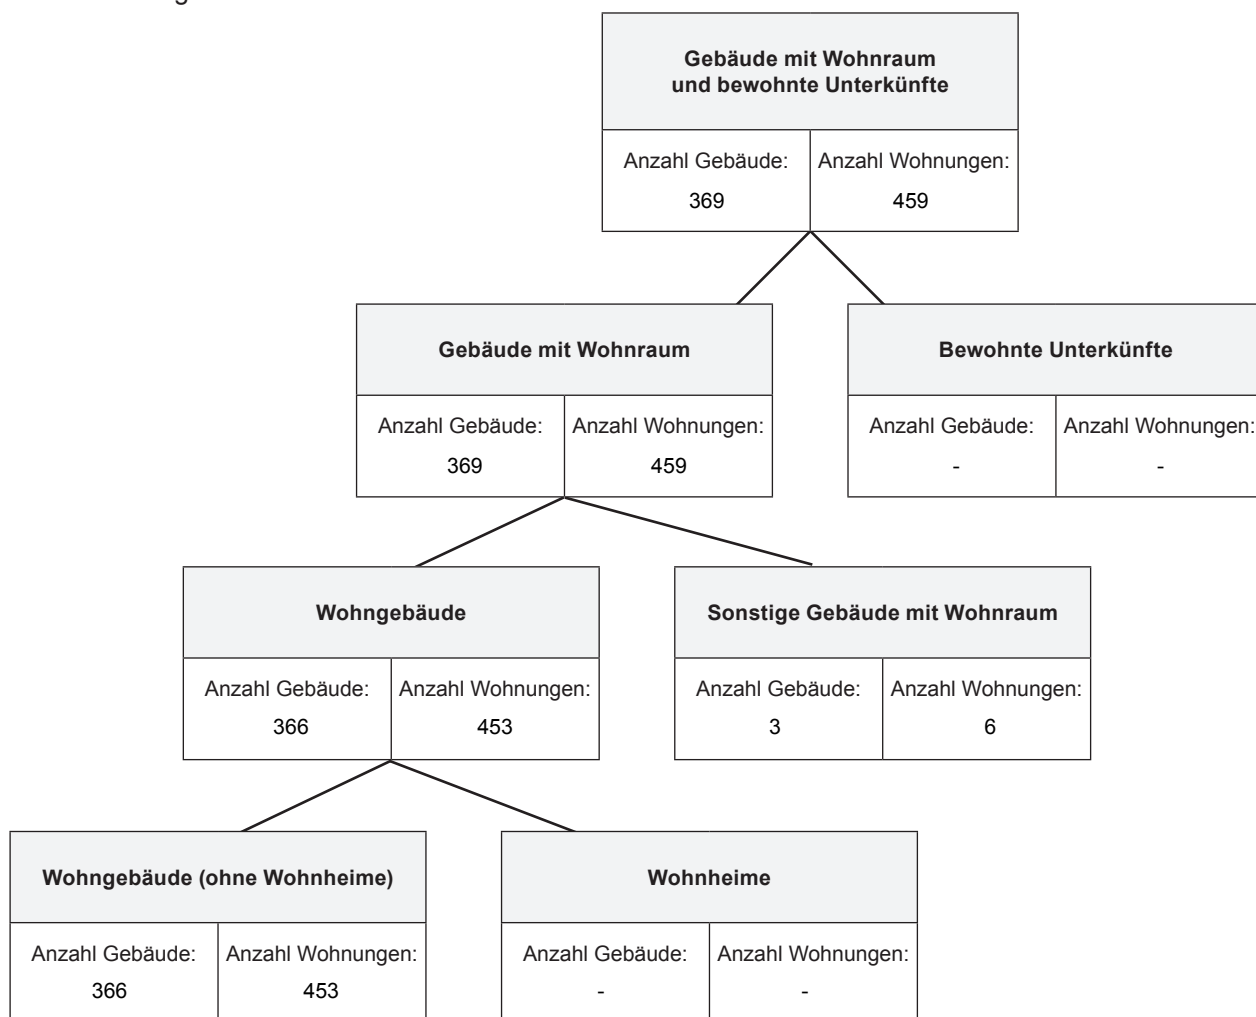 Gebäude mit Wohnraum
und bewohnte Unterkünfte
Anzahl Gebäude: Anzahl Wohnungen:
369 459
Gebäude mit Wohnraum
Anzahl Gebäude: Anzahl Wohnungen:
369 459
Bewohnte Unterkünfte
Anzahl Gebäude: Anzahl Wohnungen:
- -
Wohngebäude
Anzahl Gebäude: Anzahl Wohnungen:
366 453
Sonstige Gebäude mit Wohnraum
Anzahl Gebäude: Anzahl Wohnungen:
3 6
Wohngebäude (ohne Wohnheime)
Anzahl Gebäude: Anzahl Wohnungen:
366 453
Wohnheime
Anzahl Gebäude: Anzahl Wohnungen:
- -